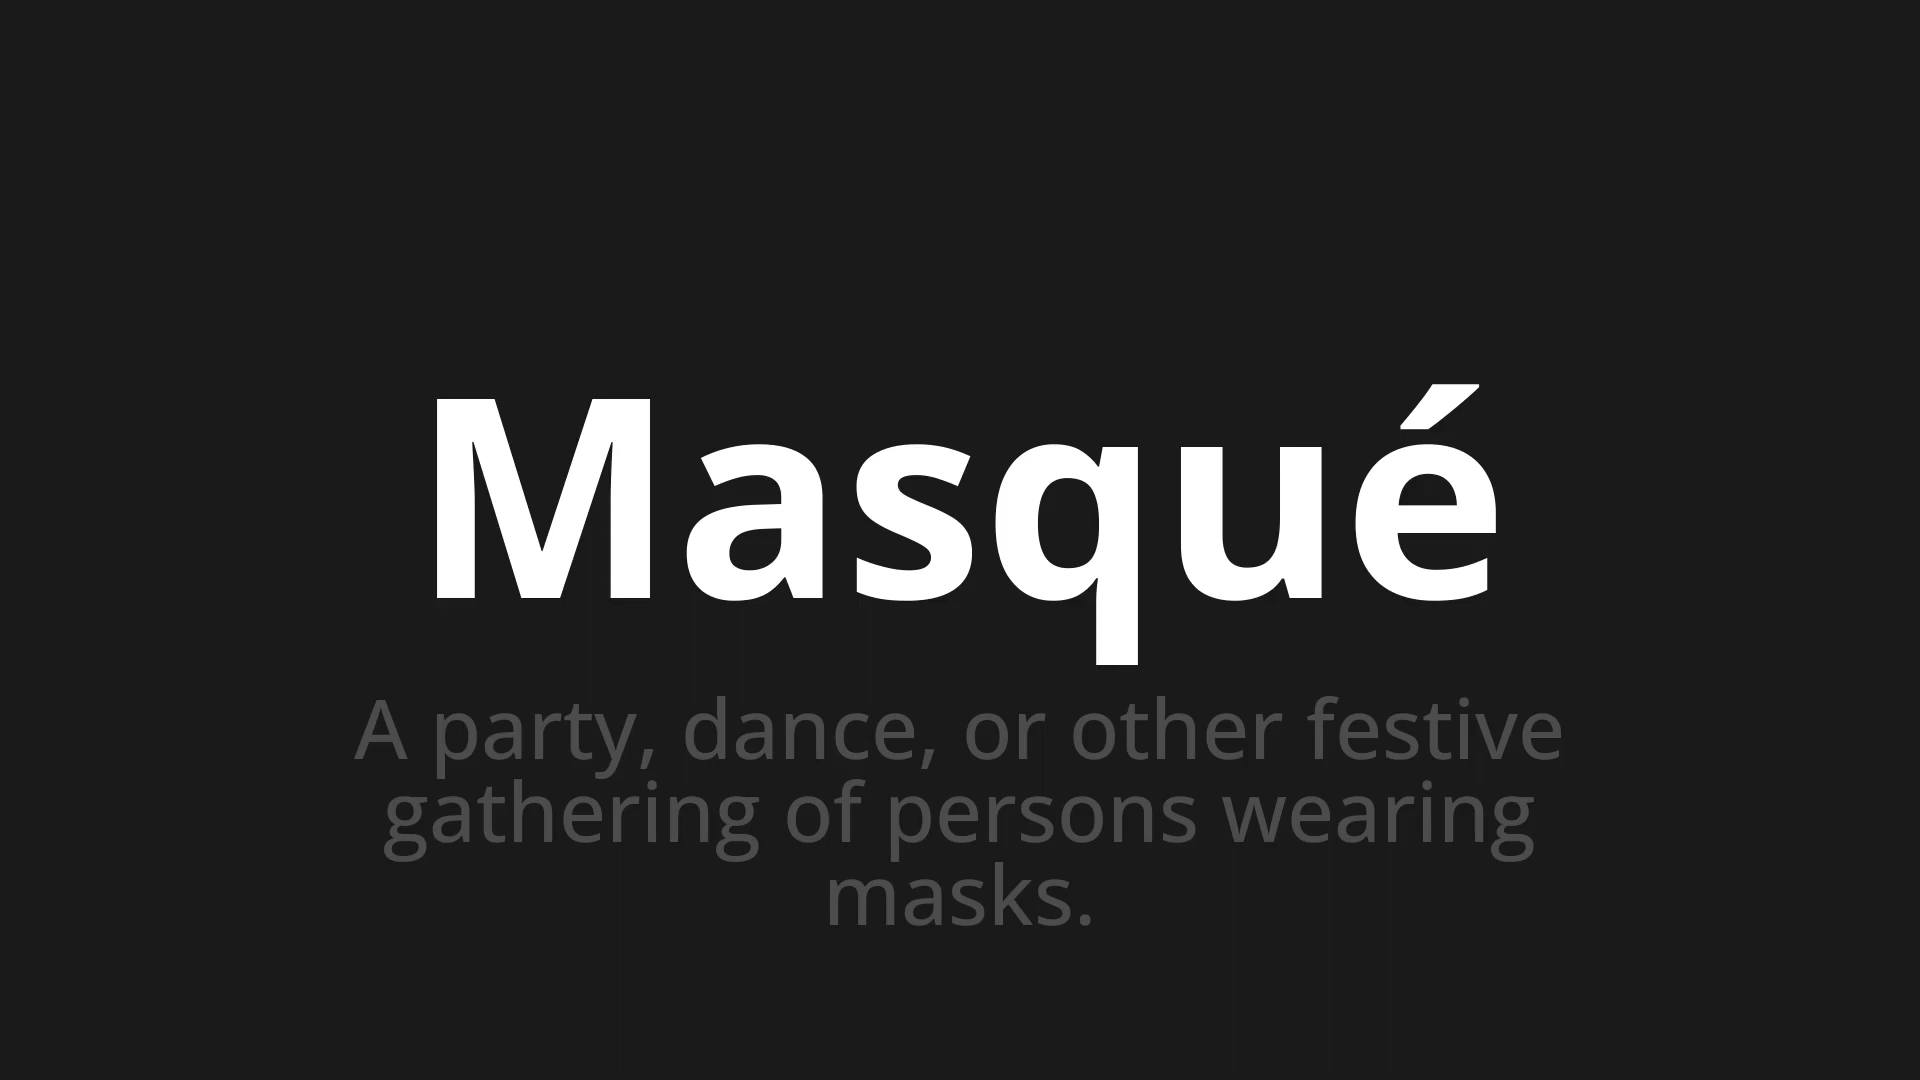 Masqué
A party, dance, or other festive
gathering of persons wearing
masks.